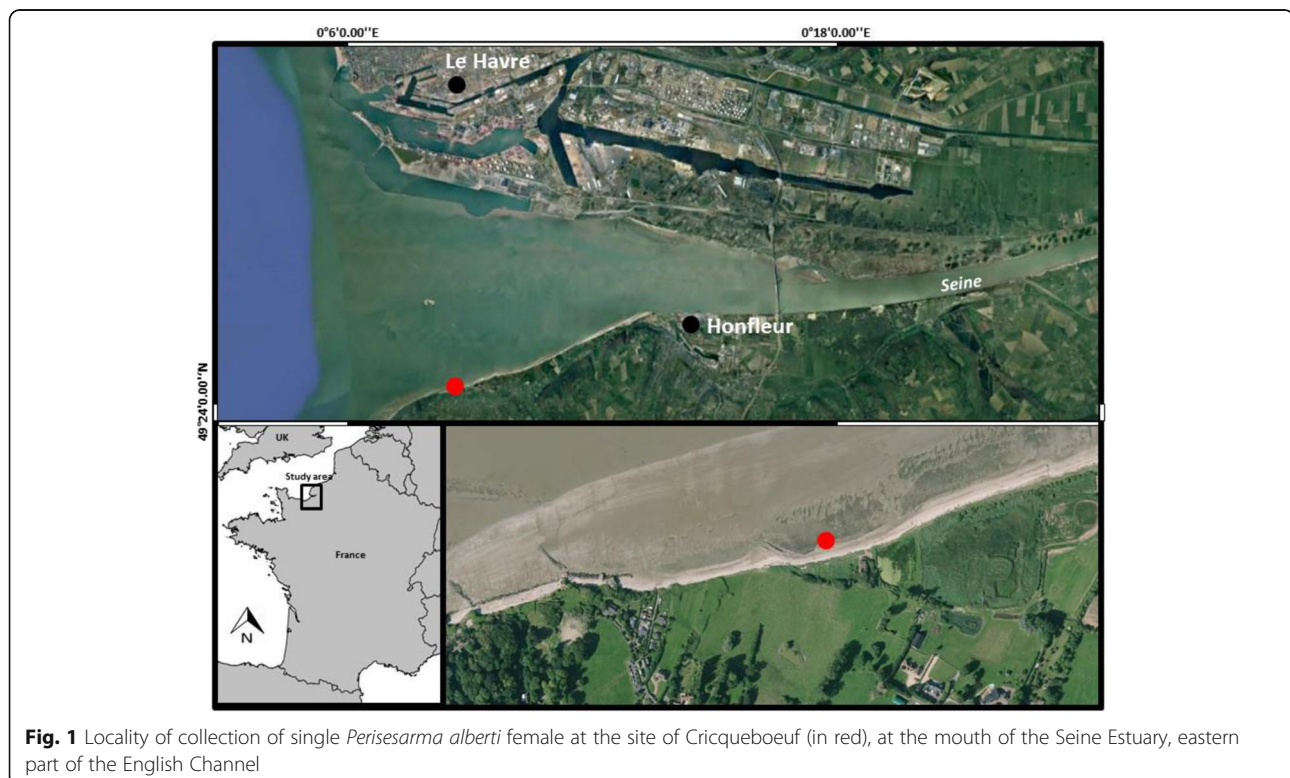 0°6'0.00''E
0°18'0.00''E
Le Havre
Seine
Honfleur
49°24'0.00''N
UK
Study area
France
N
Fig. 1 Locality of collection of single Perisesarma alberti female at the site of Cricqueboeuf (in red), at the mouth of the Seine Estuary, eastern
part of the English Channel